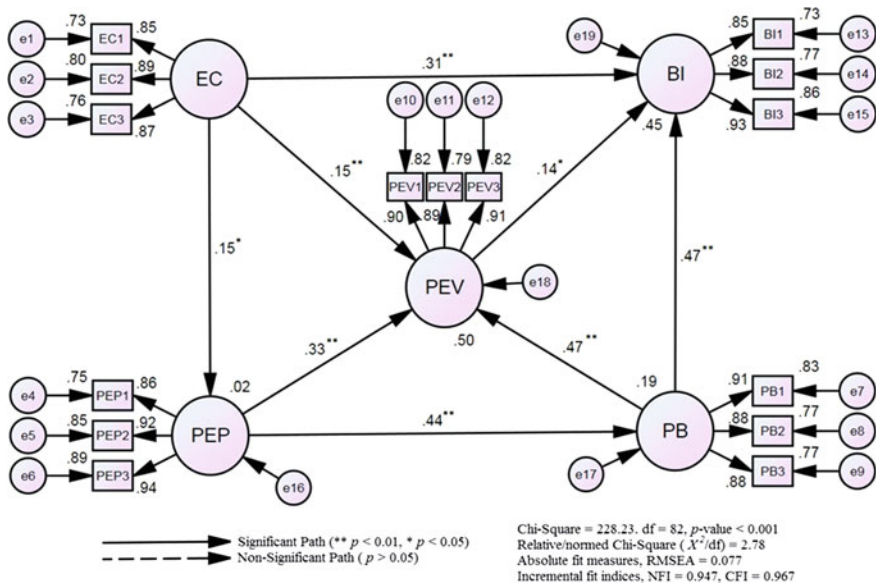 e1 .73 EC1 .85
e2 .80 EC2 .89
e3 .76 EC3 .87
EC
.31**
e19
BI
.45
.85 BI1 .73 e13
.88 BI2 .77 e14
.93 BI3 .86 e15
e10 e11 e12
.82 .79 .82
PEV1 PEV2 PEV3
.90 .89 .91
.15**
.14*
PEV
e18
.50
.15*
.47**
.33**
.47**
e4 .75 PEP1 .86
e5 .85 PEP2 .92
e6 .89 PEP3 .94
.02
PEP
e16
.44**
.19
PB
e17
.91 PB1 .83 e7
.88 PB2 .77 e8
.88 PB3 .77 e9
Significant Path (** p < 0.01, * p < 0.05)
Non-Significant Path ( p > 0.05)
Chi-Square = 228.23. df = 82, p-value < 0.001
Relative/normed Chi-Square ( X²/df) = 2.78
Absolute fit measures, RMSEA = 0.077
Incremental fit indices, NFI = 0.947, CFI = 0.967